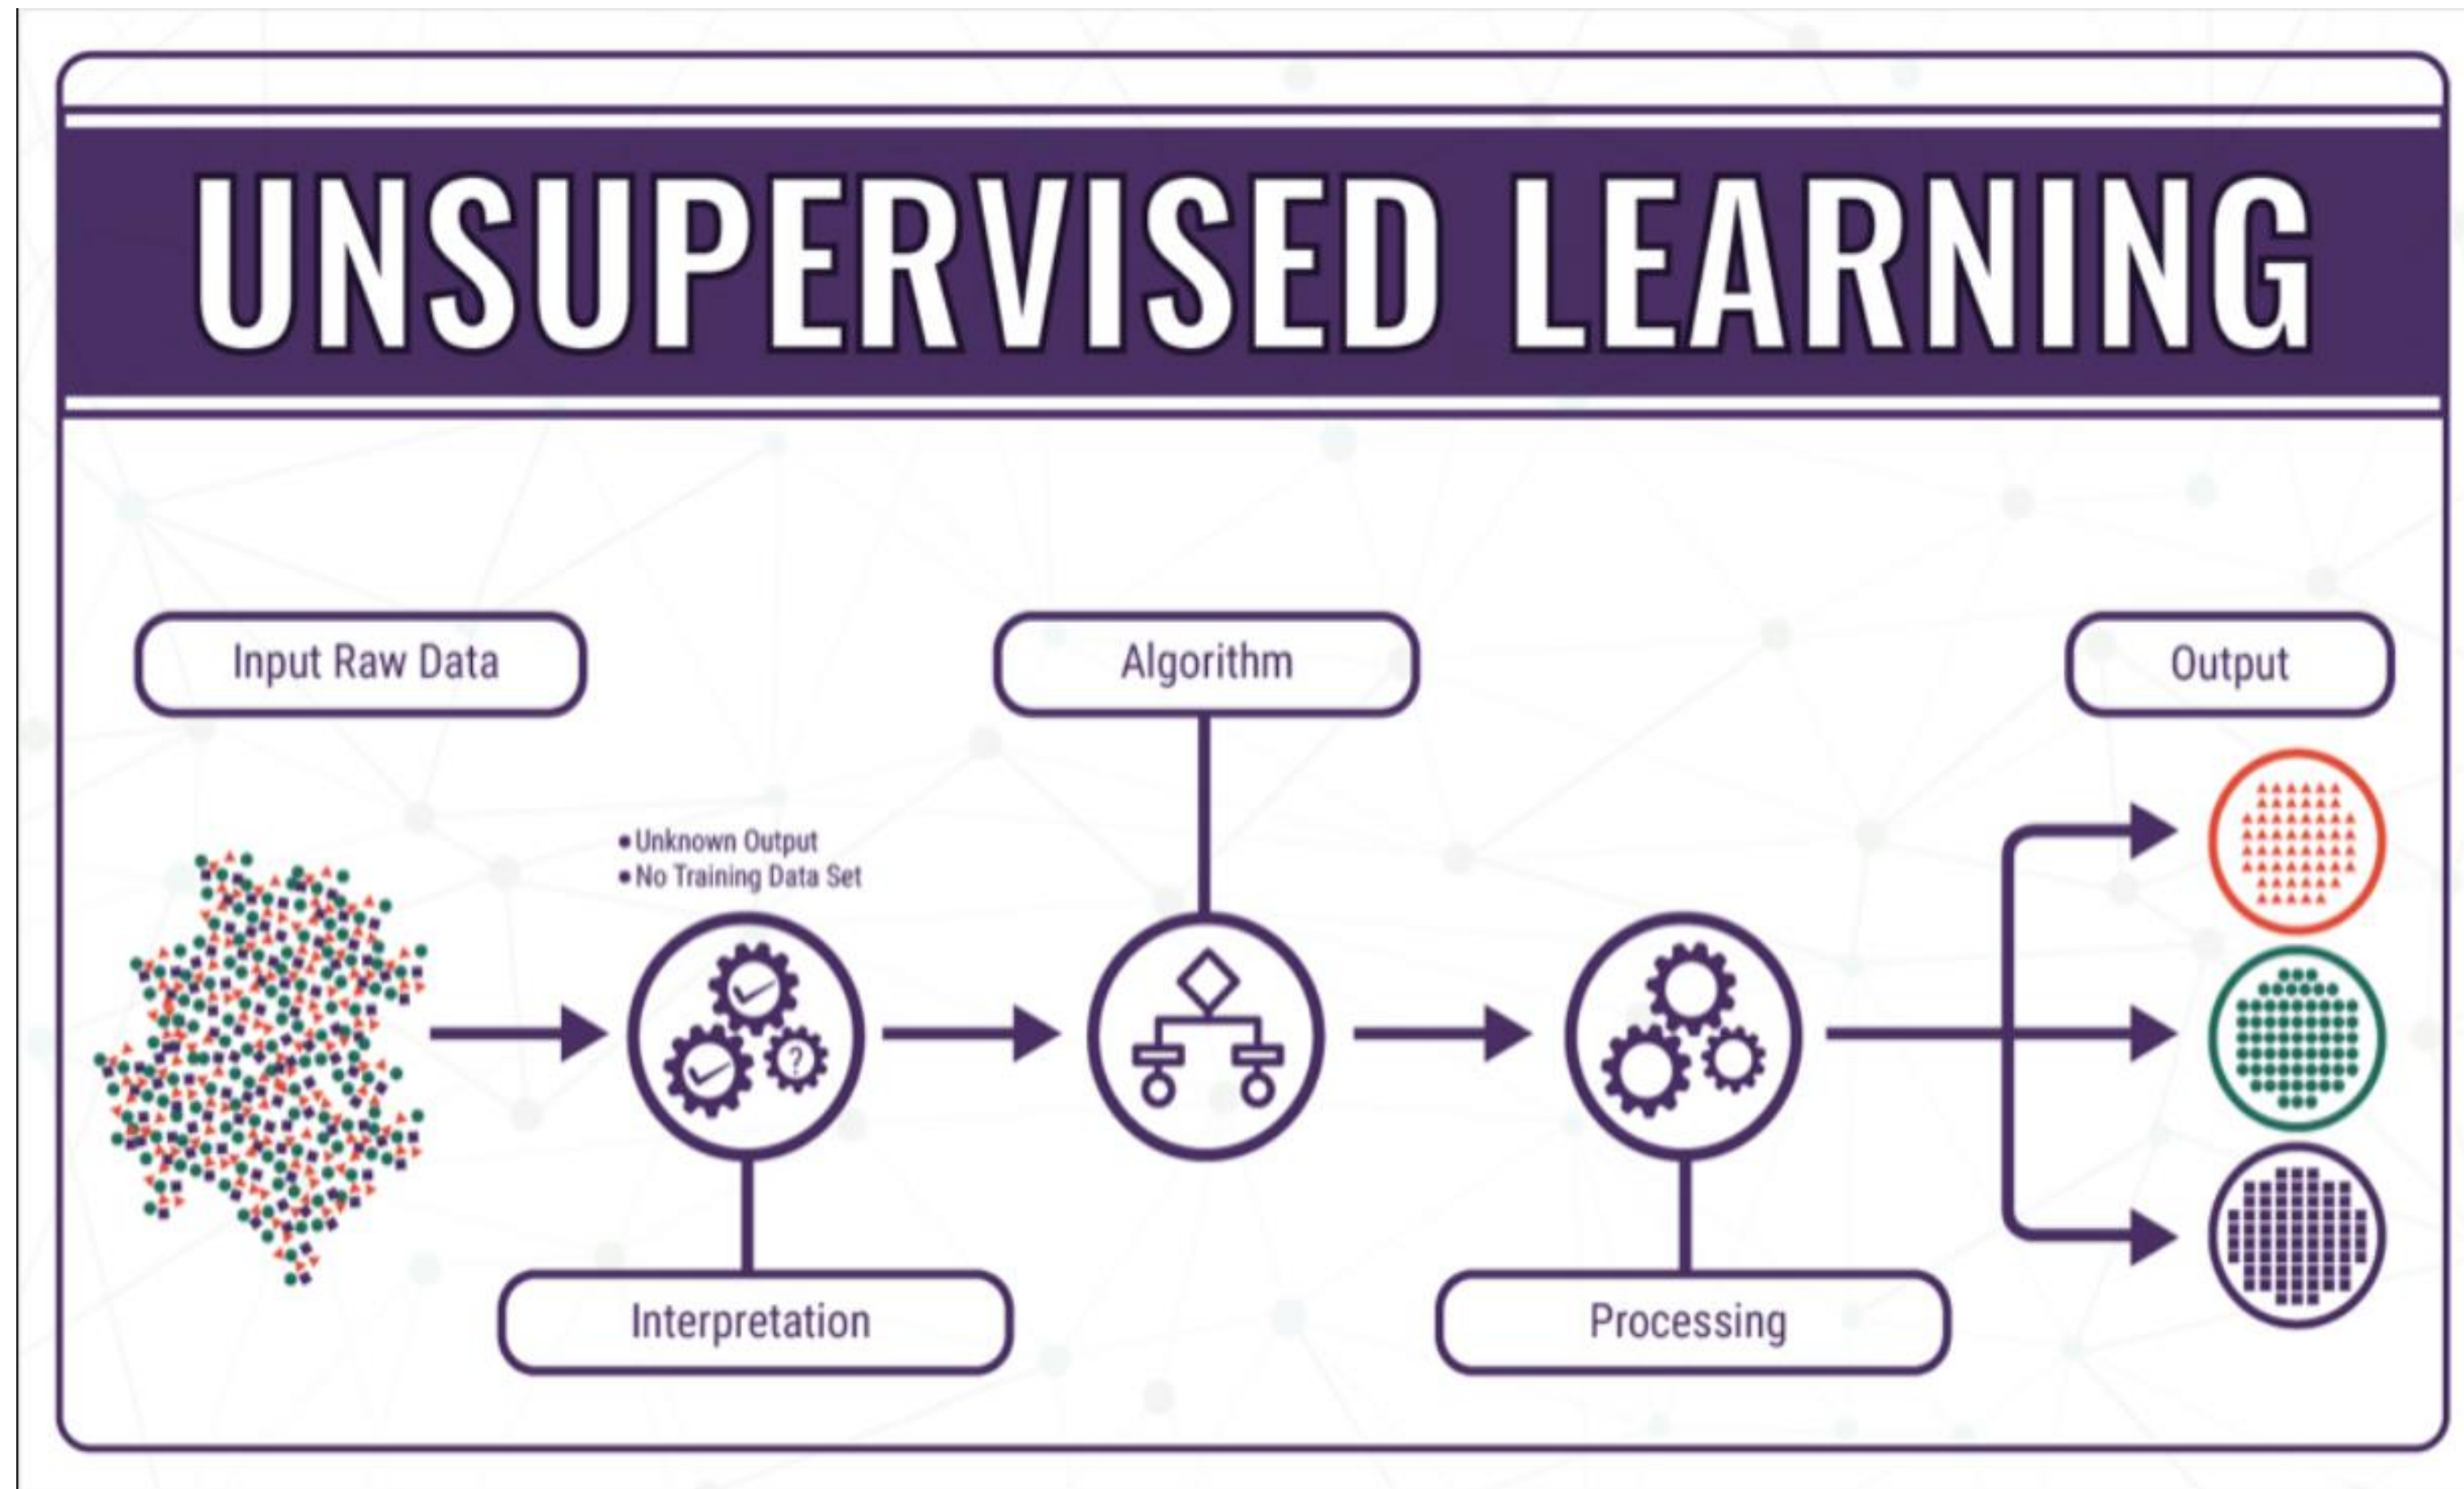 UNSUPERVISED LEARNING
Input Raw Data
Algorithm
Output
• Unknown Output
• No Training Data Set
?
Interpretation
Processing